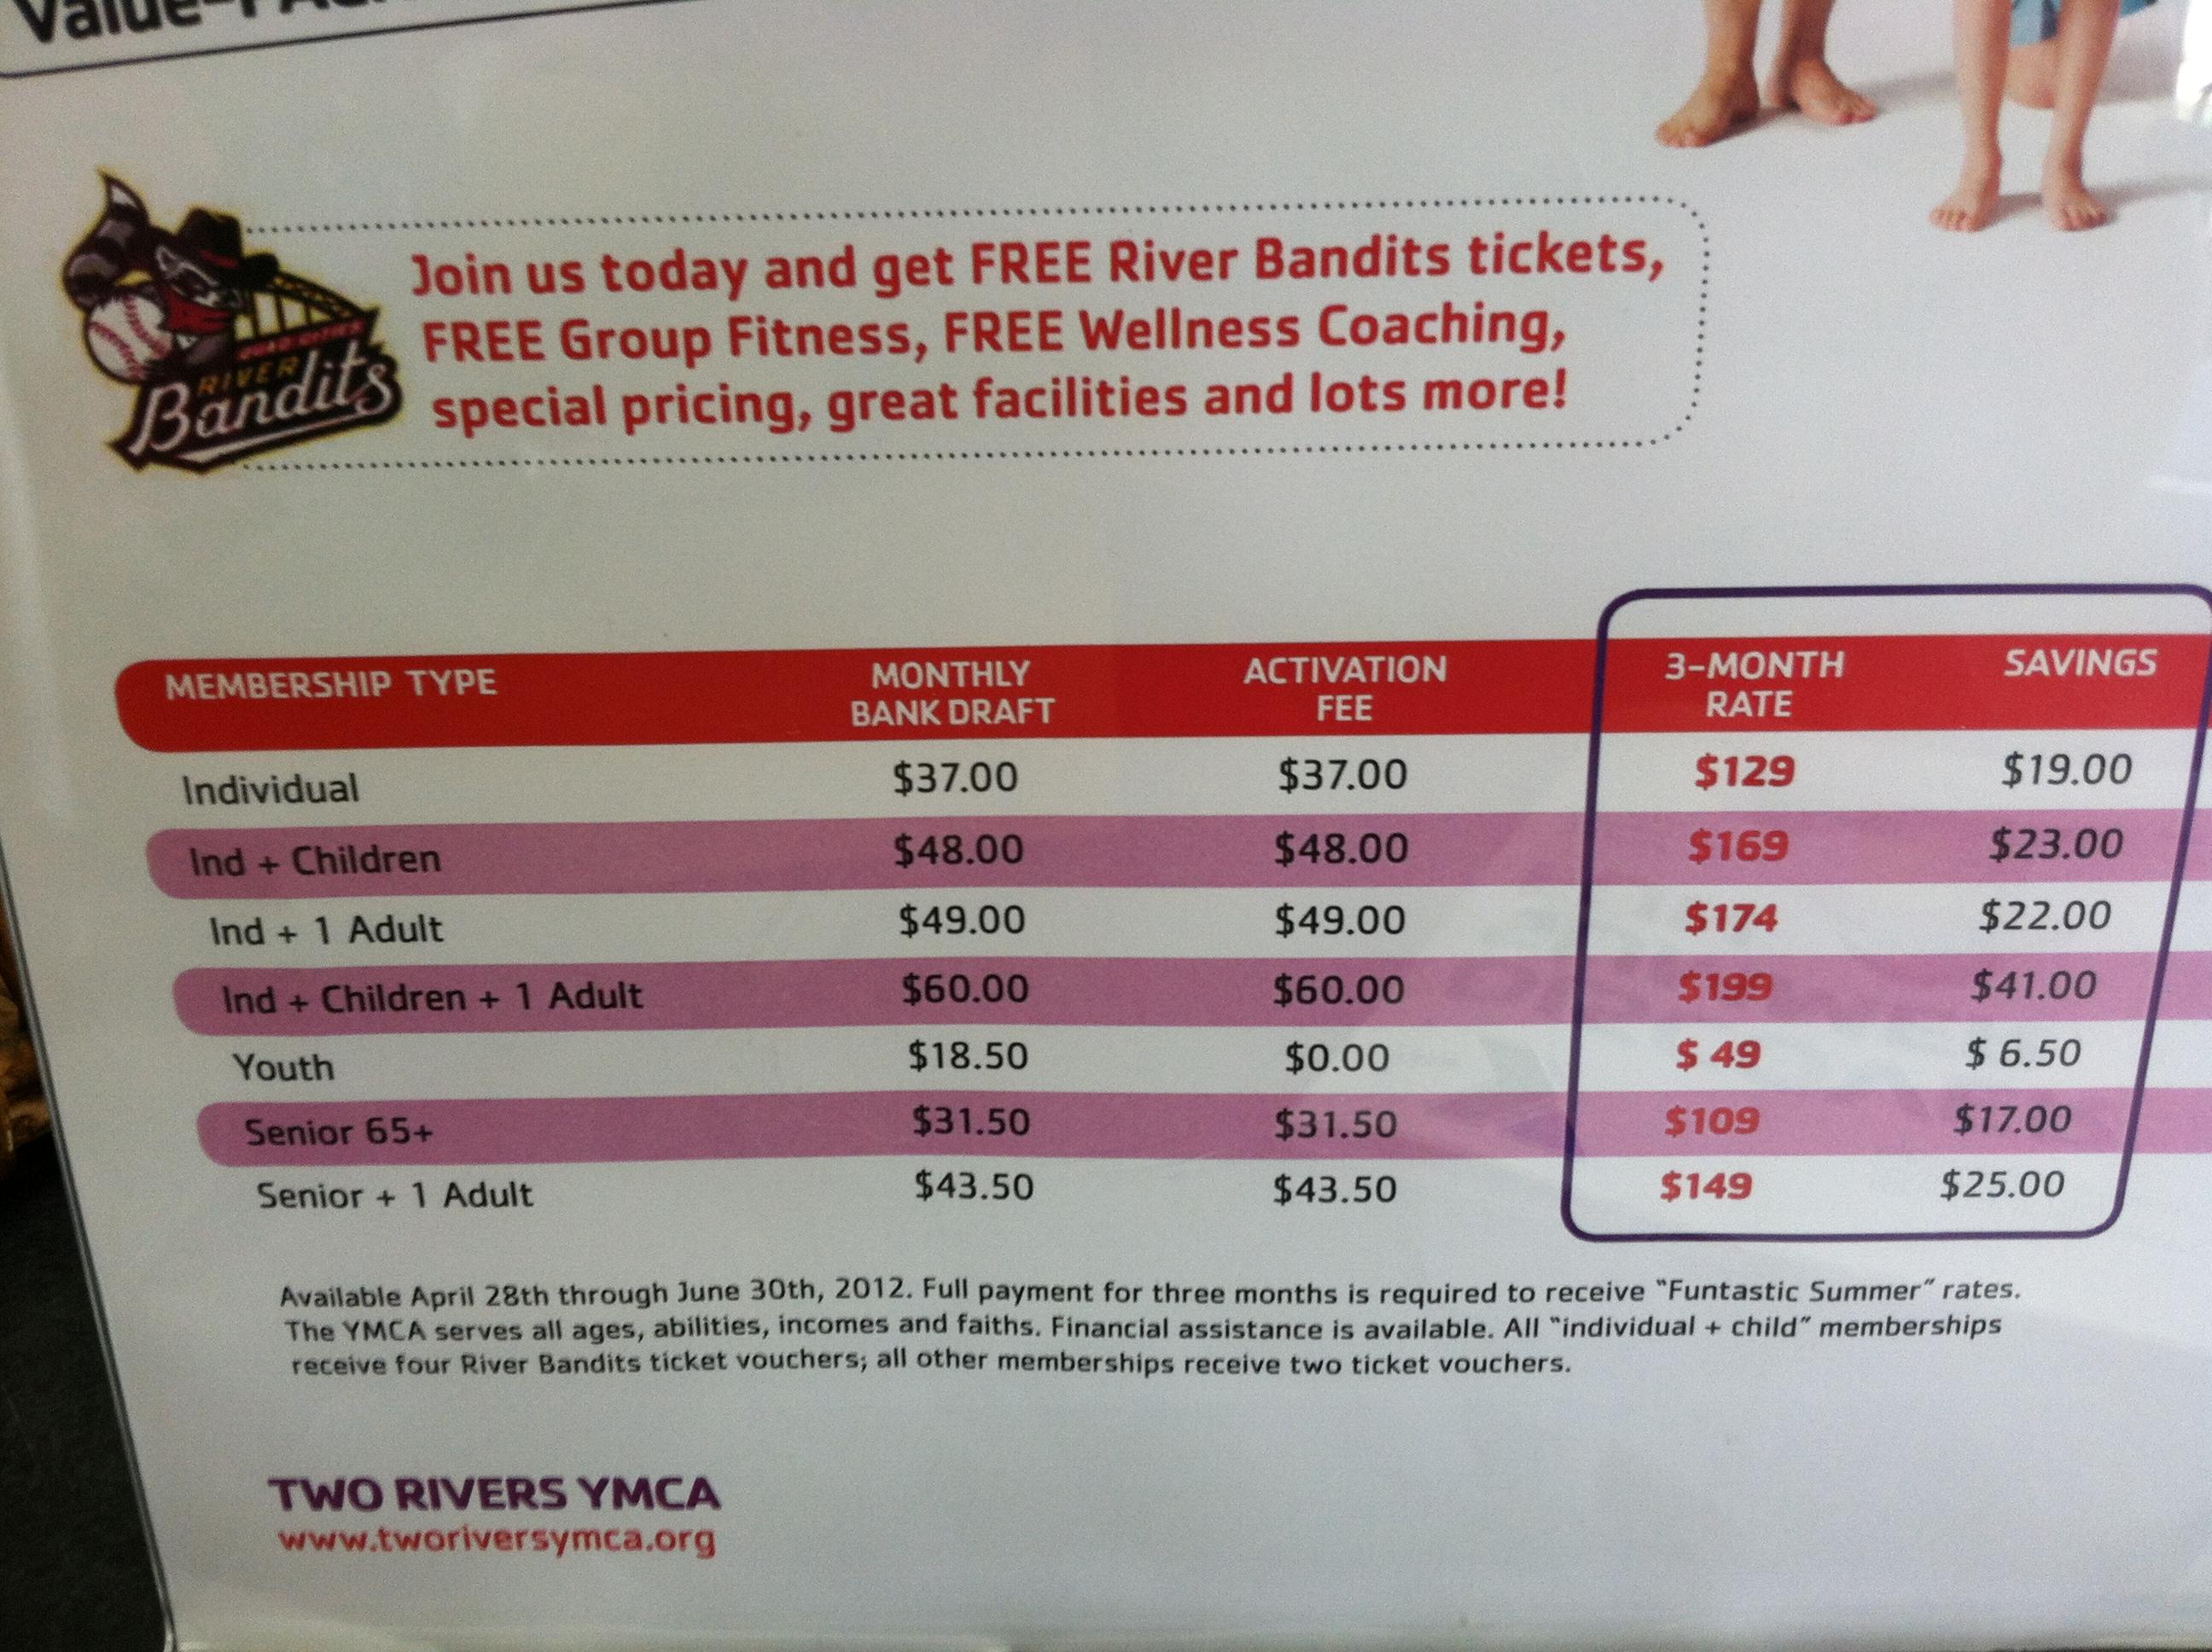 Value-
QUAD CITIES
RIVER
Bandits
Join us today and get FREE River Bandits tickets,
FREE Group Fitness, FREE Wellness Coaching,
special pricing, great facilities and lots more!
MEMBERSHIP TYPE MONTHLY BANK DRAFT ACTIVATION FEE 3-MONTH RATE SAVINGS
Individual $37.00 $37.00 $129 $19.00
Ind + Children $48.00 $48.00 $169 $23.00
Ind + 1 Adult $49.00 $49.00 $174 $22.00
Ind + Children + 1 Adult $60.00 $60.00 $199 $41.00
Youth $18.50 $0.00 $ 49 $ 6.50
Senior 65+ $31.50 $31.50 $109 $17.00
Senior + 1 Adult $43.50 $43.50 $149 $25.00
Available April 28th through June 30th, 2012. Full payment for three months is required to receive "Funtastic Summer" rates.
The YMCA serves all ages, abilities, incomes and faiths. Financial assistance is available. All "individual + child" memberships
receive four River Bandits ticket vouchers; all other memberships receive two ticket vouchers.
TWO RIVERS YMCA
www.tworiversymca.org